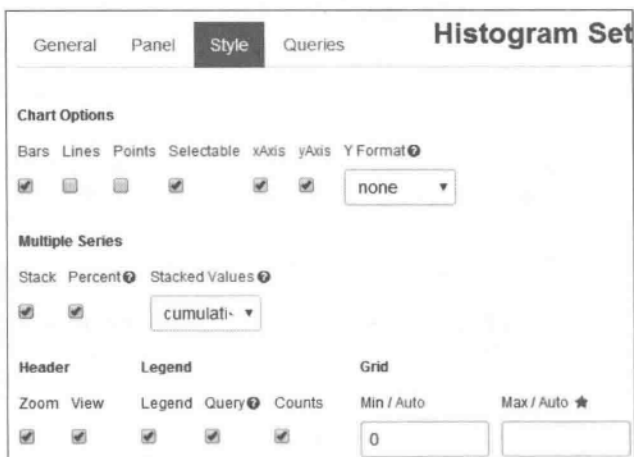 Histogram Set
General Panel Style Queries
Chart Options
Bars Lines Points Selectable xAxis yAxis Y Format
none
Multiple Series
Stack Percent Stacked Values
cumulati
Header Legend Grid
Zoom View Legend Query Counts Min / Auto Max / Auto
0